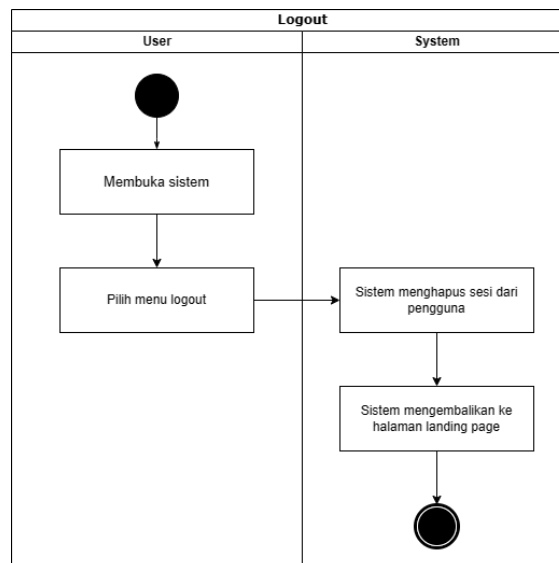 Logout
User
System
Membuka sistem
Pilih menu logout
Sistem menghapus sesi dari
pengguna
Sistem mengembalikan ke
halaman landing page